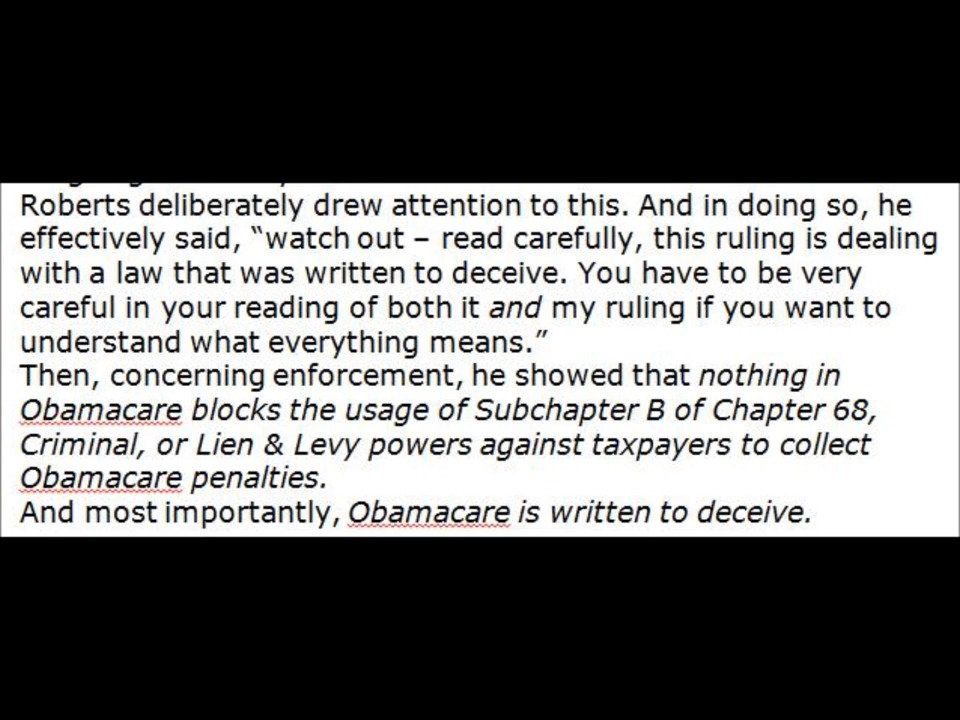 Roberts deliberately drew attention to this. And in doing so, he
effectively said, “watch out – read carefully, this ruling is dealing
with a law that was written to deceive. You have to be very
careful in your reading of both it and my ruling if you want to
understand what everything means.”
Then, concerning enforcement, he showed that nothing in
Obamacare blocks the usage of Subchapter B of Chapter 68,
Criminal, or Lien & Levy powers against taxpayers to collect
Obamacare penalties.
And most importantly, Obamacare is written to deceive.